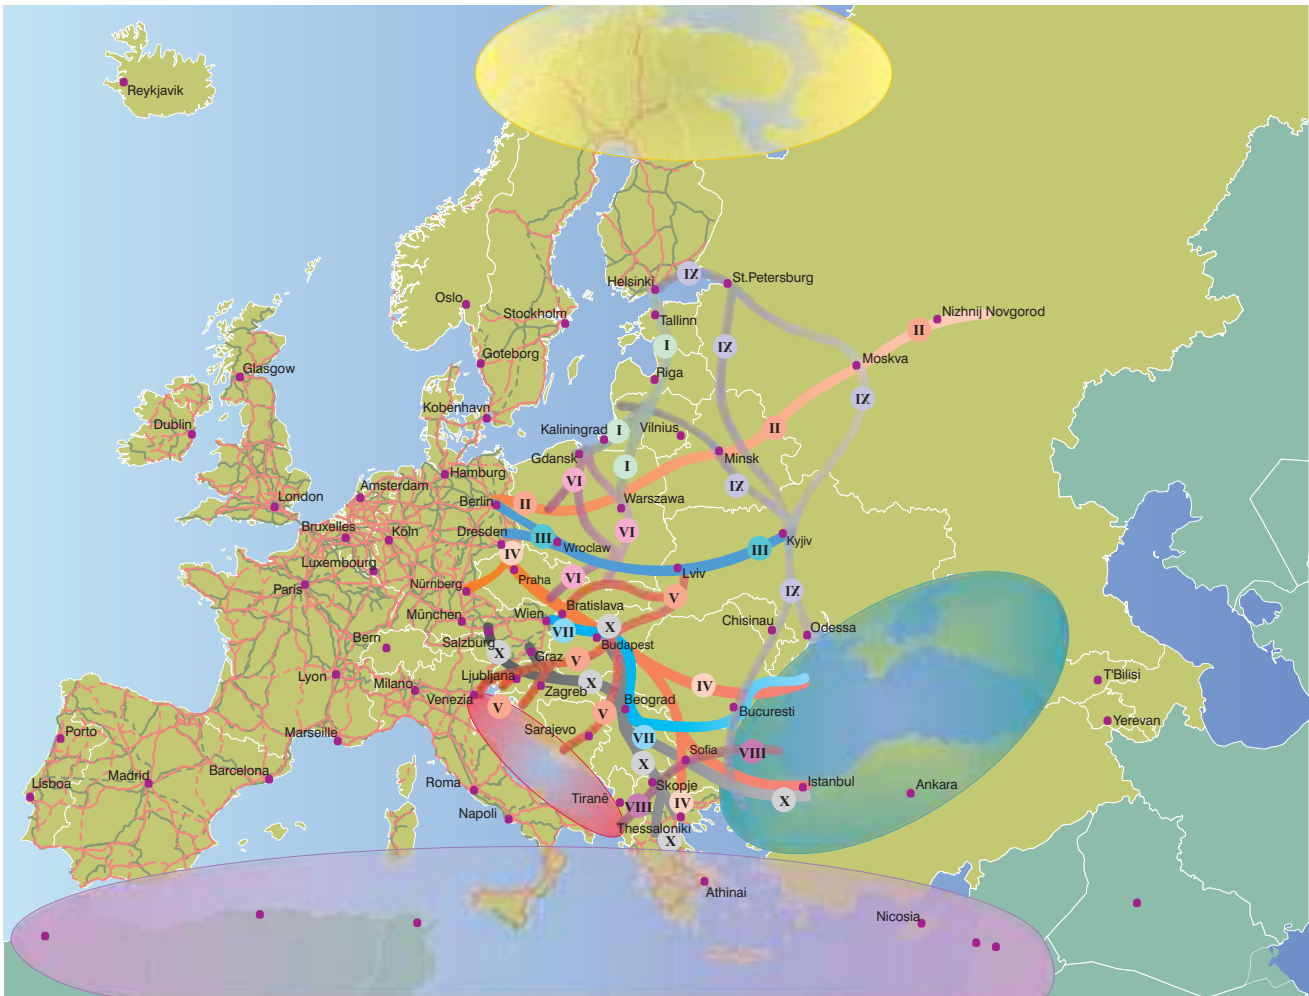 Reykjavik
Helsinki
IX
St.Petersburg
Oslo
Stockholm
Tallinn
Nizhnij Novgorod
II
I
IX
Goteborg
Moskva
Glasgow
Riga
IX
Kobenhavn
Dublin
Kaliningrad
I
Vilnius
II
Gdansk
I
Minsk
Hamburg
VI
IX
Amsterdam
London
Berlin
II
Warszawa
Bruxelles
Köln
Dresden
III
Wroclaw
VI
III
Kyjiv
Luxembourg
IV
Paris
Nürnberg
Praha
VI
Lviv
V
IX
München
Wien
Bratislava
Chisinau
Odessa
Bern
Salzburg
VII
X
Budapest
X
Graz
V
Lyon
Milano
Ljubljana
Zagreb
X
IV
T'Bilisi
Venezia
V
V
Beograd
Bucuresti
Yerevan
Porto
Marseille
Sarajevo
VII
Sofia
VIII
Lisboa
Madrid
Barcelona
Roma
X
Skopje
Istanbul
Ankara
Napoli
Tiranë
VIII
IV
X
Thessaloniki
X
Athinai
Nicosia